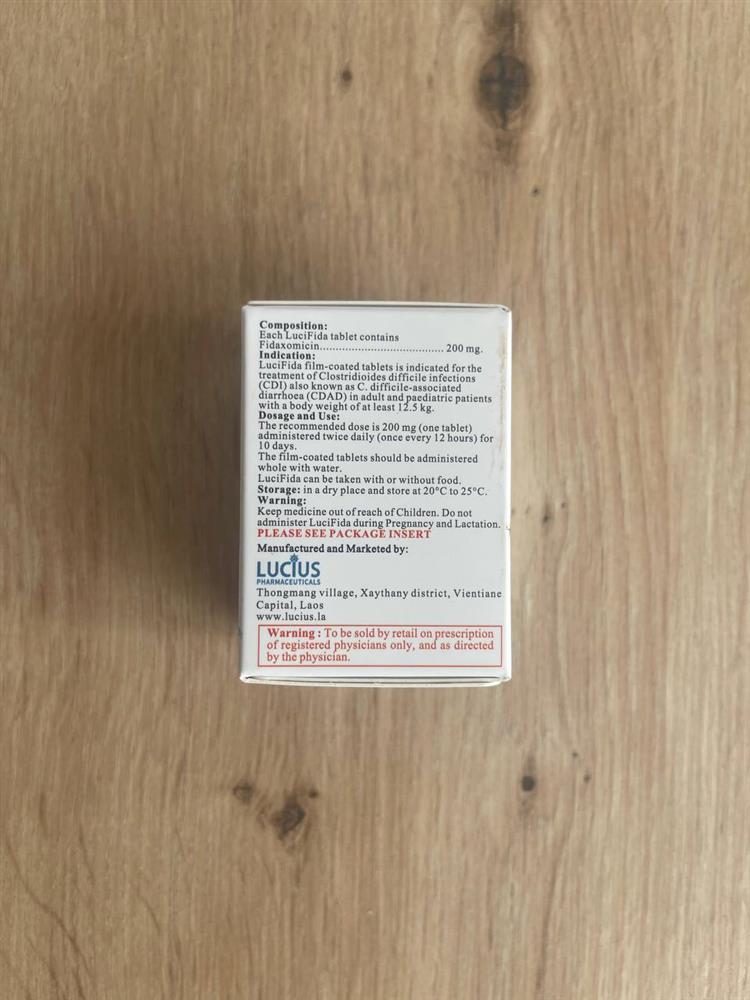 Composition:
Each LuciFida tablet contains
Fidaxomicin........................................ 200 mg.
Indication:
LuciFida film-coated tablets is indicated for the
treatment of Clostridioides difficile infections
(CDI) also known as C. difficile-associated
diarrhoea (CDAD) in adult and paediatric patients
with a body weight of at least 12.5 kg.
Dosage and Use:
The recommended dose is 200 mg (one tablet)
administered twice daily (once every 12 hours) for
10 days.
The film-coated tablets should be administered
whole with water.
LuciFida can be taken with or without food.
Storage: in a dry place and store at 20°C to 25°C.
Warning:
Keep medicine out of reach of Children. Do not
administer LuciFida during Pregnancy and Lactation.
PLEASE SEE PACKAGE INSERT
Manufactured and Marketed by:
LUCIUS
PHARMACEUTICALS
Thongmang village, Xaythany district, Vientiane
Capital, Laos
www.lucius.la
Warning : To be sold by retail on prescription
of registered physicians only, and as directed
by the physician.